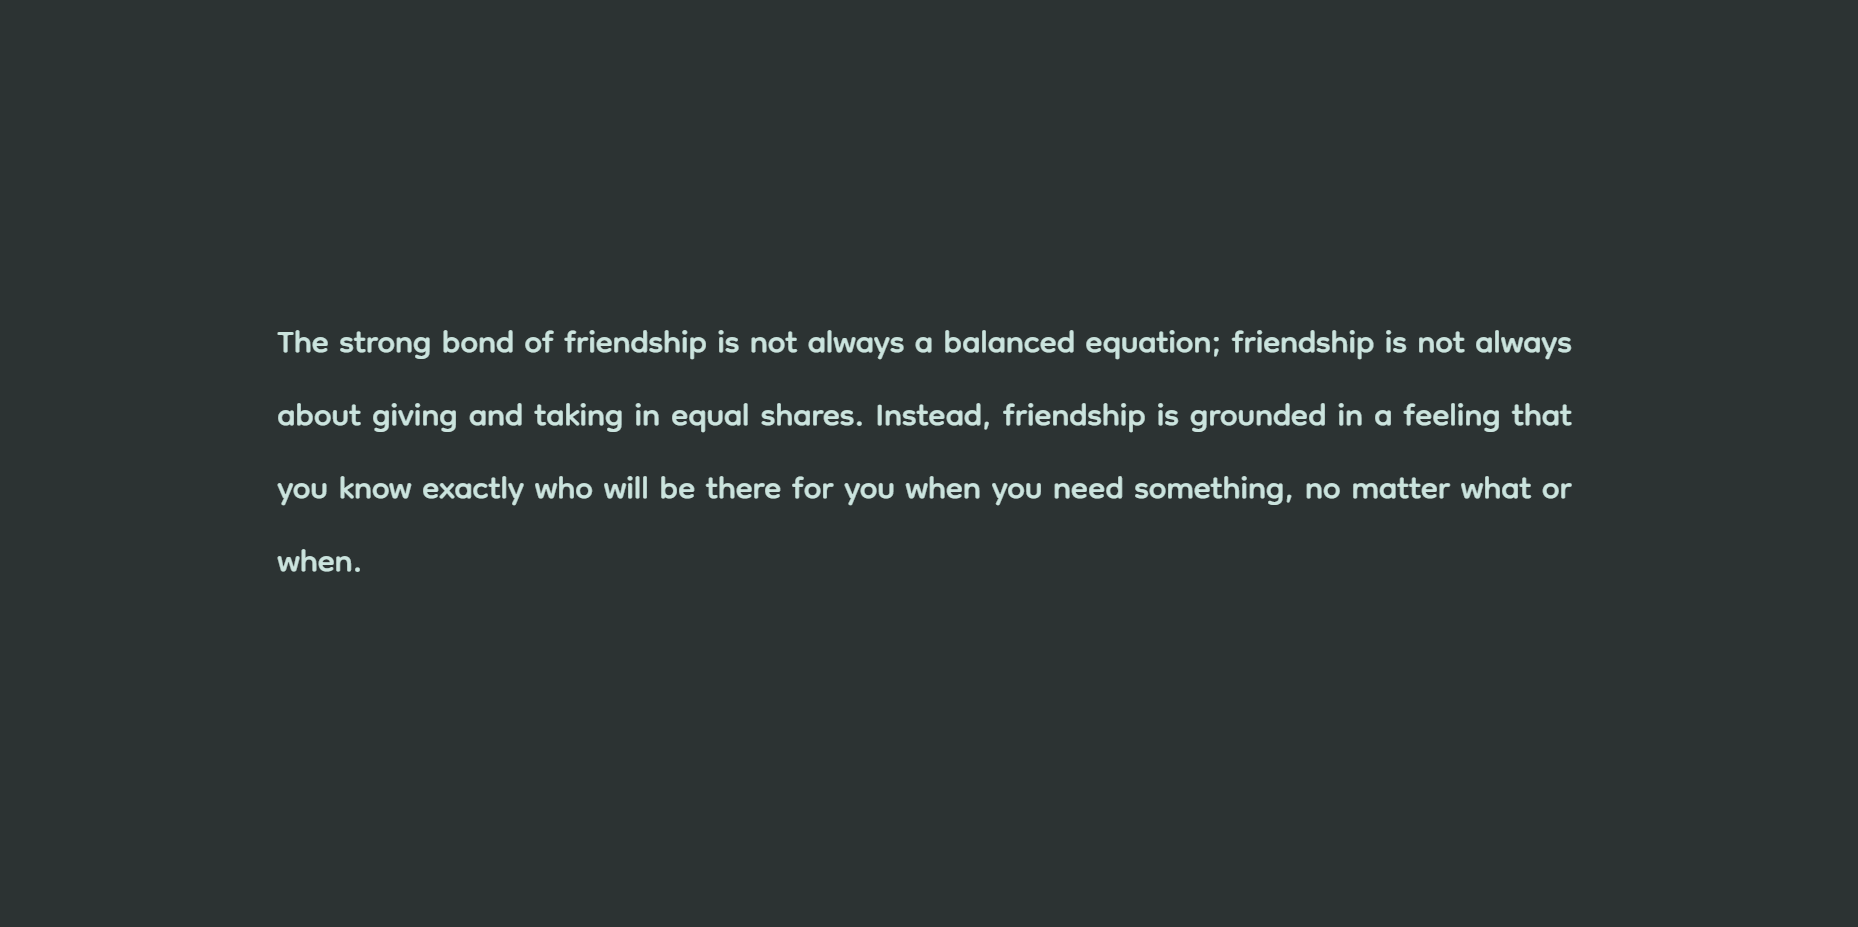 The strong bond of friendship is not always a balanced equation; friendship is not always
about giving and taking in equal shares. Instead, friendship is grounded in a feeling that
you know exactly who will be there for you when you need something, no matter what or
when.